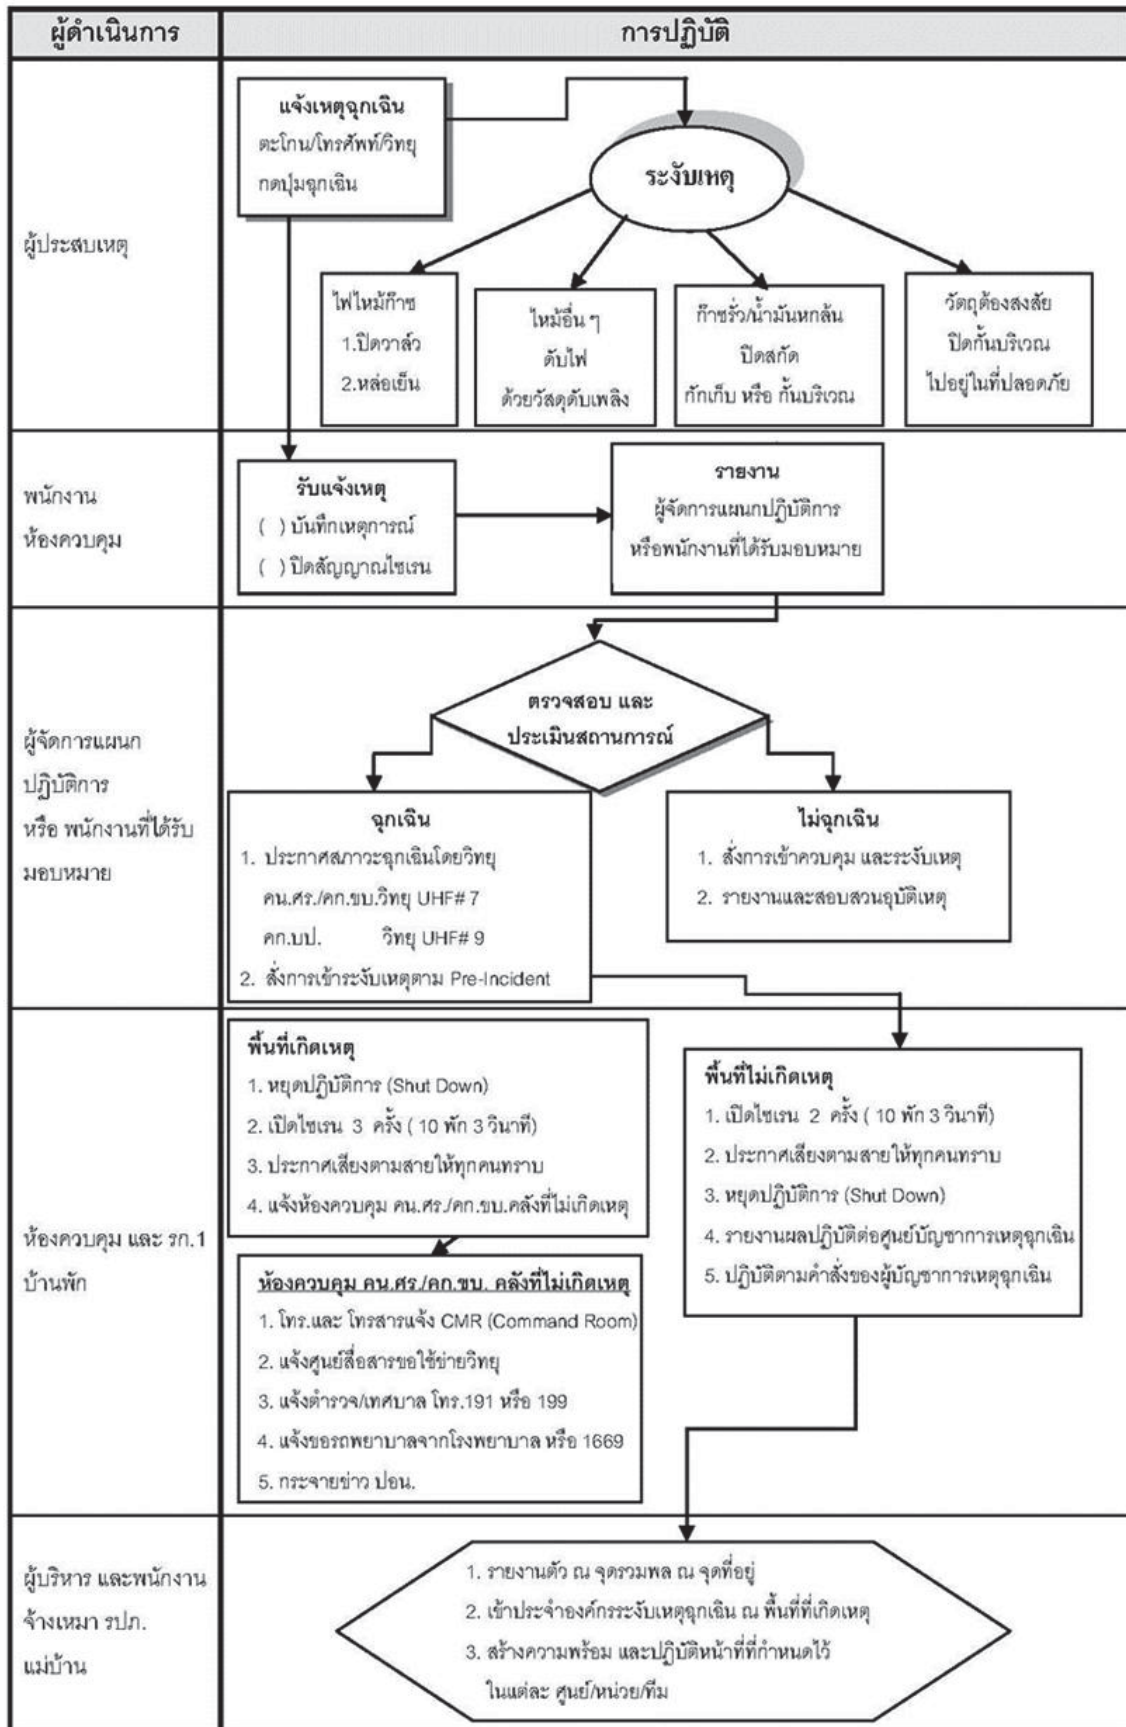 ผู้ดำเนินการ
การปฏิบัติ
ผู้ประสบเหตุ
แจ้งเหตุฉุกเฉิน
ตะโกน/โทรศัพท์/วิทยุ
กดปุ่มฉุกเฉิน
ระงับเหตุ
ไฟไหม้ก๊าซ
1.ปิดวาล์ว
2.หล่อเย็น
ไหม้อื่น ๆ
ดับไฟ
ด้วยวัสดุดับเพลิง
ก๊าซรั่ว/น้ำมันหกล้น
ปิดสกัด
กักเก็บ หรือ กั้นบริเวณ
วัตถุต้องสงสัย
ปิดกั้นบริเวณ
ไปอยู่ในที่ปลอดภัย
พนักงาน
ห้องควบคุม
รับแจ้งเหตุ
( ) บันทึกเหตุการณ์
( ) ปิดสัญญาณไซเรน
รายงาน
ผู้จัดการแผนกปฏิบัติการ
หรือพนักงานที่ได้รับมอบหมาย
ผู้จัดการแผนก
ปฏิบัติการ
หรือ พนักงานที่ได้รับ
มอบหมาย
ตรวจสอบ และ
ประเมินสถานการณ์
ฉุกเฉิน
1. ประกาศสภาวะฉุกเฉินโดยวิทยุ
คน.ศร./คก.ขบ.วิทยุ UHF# 7
คก.บป. วิทยุ UHF# 9
2. สั่งการเข้าระงับเหตุตาม Pre-Incident
ไม่ฉุกเฉิน
1. สั่งการเข้าควบคุม และระงับเหตุ
2. รายงานและสอบสวนอุบัติเหตุ
ห้องควบคุม และ รก.1
บ้านพัก
พื้นที่เกิดเหตุ
1. หยุดปฏิบัติการ (Shut Down)
2. เปิดไซเรน 3 ครั้ง ( 10 พัก 3 วินาที)
3. ประกาศเสียงตามสายให้ทุกคนทราบ
4. แจ้งห้องควบคุม คน.ศร./คก.ขบ.คลังที่ไม่เกิดเหตุ
ห้องควบคุม คน.ศร./คก.ขบ. คลังที่ไม่เกิดเหตุ
1. โทร.และ โทรสารแจ้ง CMR (Command Room)
2. แจ้งศูนย์สื่อสารขอใช้ข่ายวิทยุ
3. แจ้งตำรวจ/เทศบาล โทร.191 หรือ 199
4. แจ้งขอรถพยาบาลจากโรงพยาบาล หรือ 1669
5. กระจายข่าว ปอน.
พื้นที่ไม่เกิดเหตุ
1. เปิดไซเรน 2 ครั้ง ( 10 พัก 3 วินาที)
2. ประกาศเสียงตามสายให้ทุกคนทราบ
3. หยุดปฏิบัติการ (Shut Down)
4. รายงานผลปฏิบัติต่อศูนย์บัญชาการเหตุฉุกเฉิน
5. ปฏิบัติตามคำสั่งของผู้บัญชาการเหตุฉุกเฉิน
ผู้บริหาร และพนักงาน
จ้างเหมา รปภ.
แม่บ้าน
1. รายงานตัว ณ จุดรวมพล ณ จุดที่อยู่
2. เข้าประจำองค์กรระงับเหตุฉุกเฉิน ณ พื้นที่ที่เกิดเหตุ
3. สร้างความพร้อม และปฏิบัติหน้าที่ที่กำหนดไว้
ในแต่ละ ศูนย์/หน่วย/ทีม